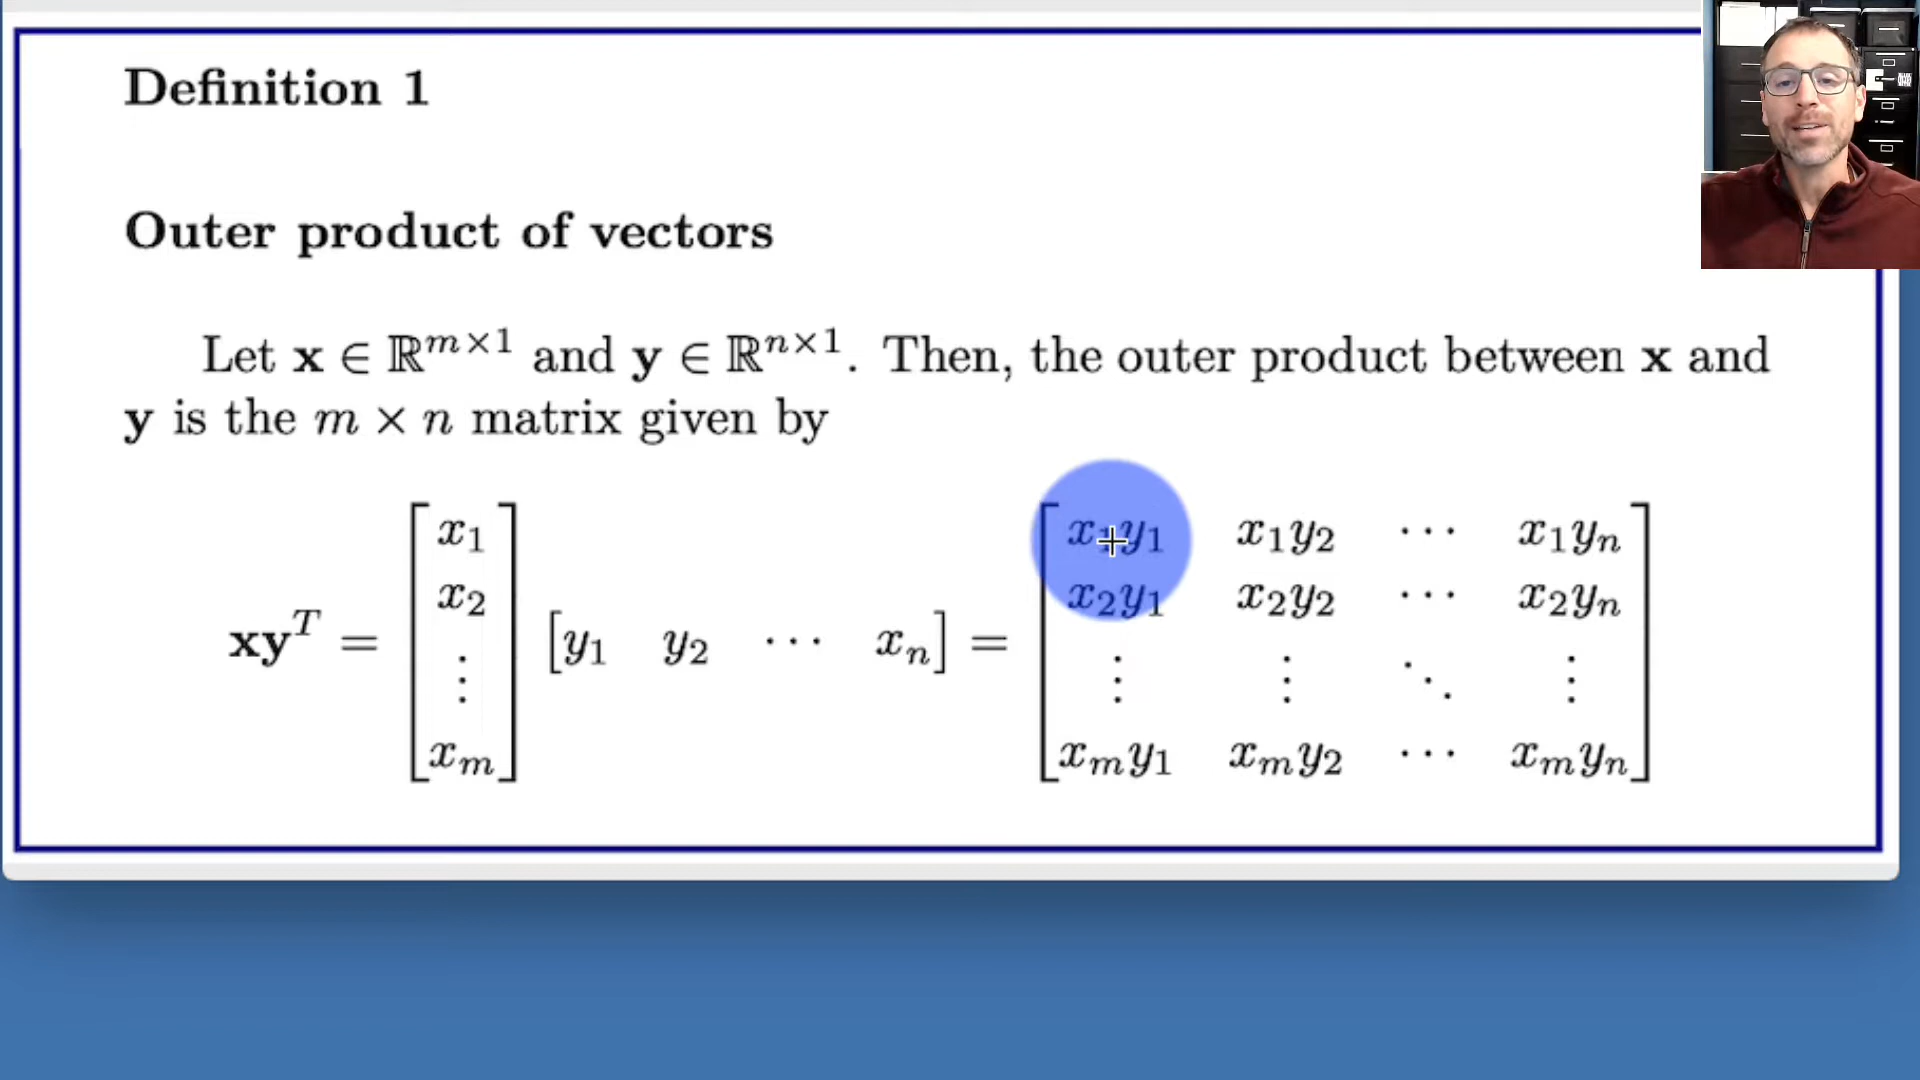 Definition 1
Outer product of vectors
Let x ∈ ℝ^{m×1} and y ∈ ℝ^{n×1}. Then, the outer product between x and
y is the m × n matrix given by
xy^T = [x_1 x_2 ⋮ x_m] [y_1 y_2 ⋯ x_n] = [x_1y_1 x_1y_2 ⋯ x_1y_n
x_2y_1 x_2y_2 ⋯ x_2y_n
⋮ ⋮ ⋱ ⋮
x_my_1 x_my_2 ⋯ x_my_n]